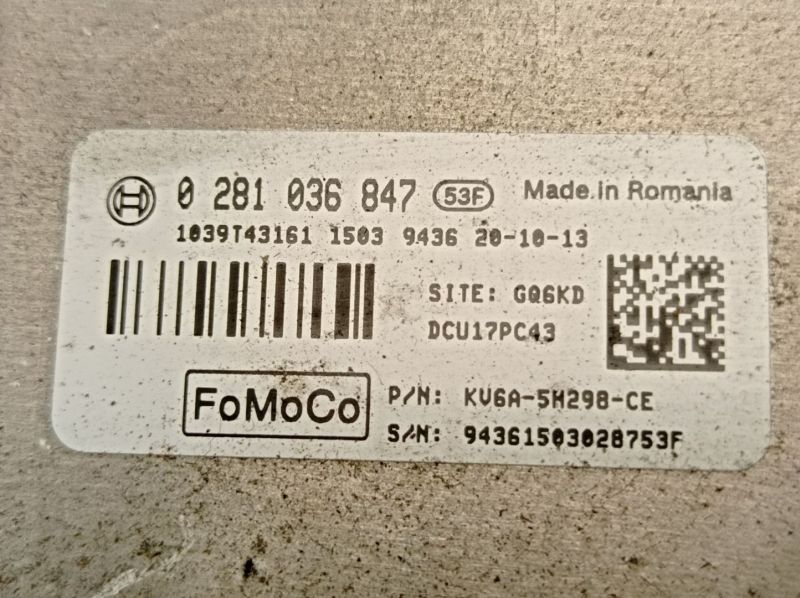 0 281 036 847 53F Made in Romania
1039T43161 1503 9436 20-10-13
SITE: GQ6KD
DCU17PC43
FoMoCo
P/N: KV6A-5H298-CE
S/N: 94361503028753F